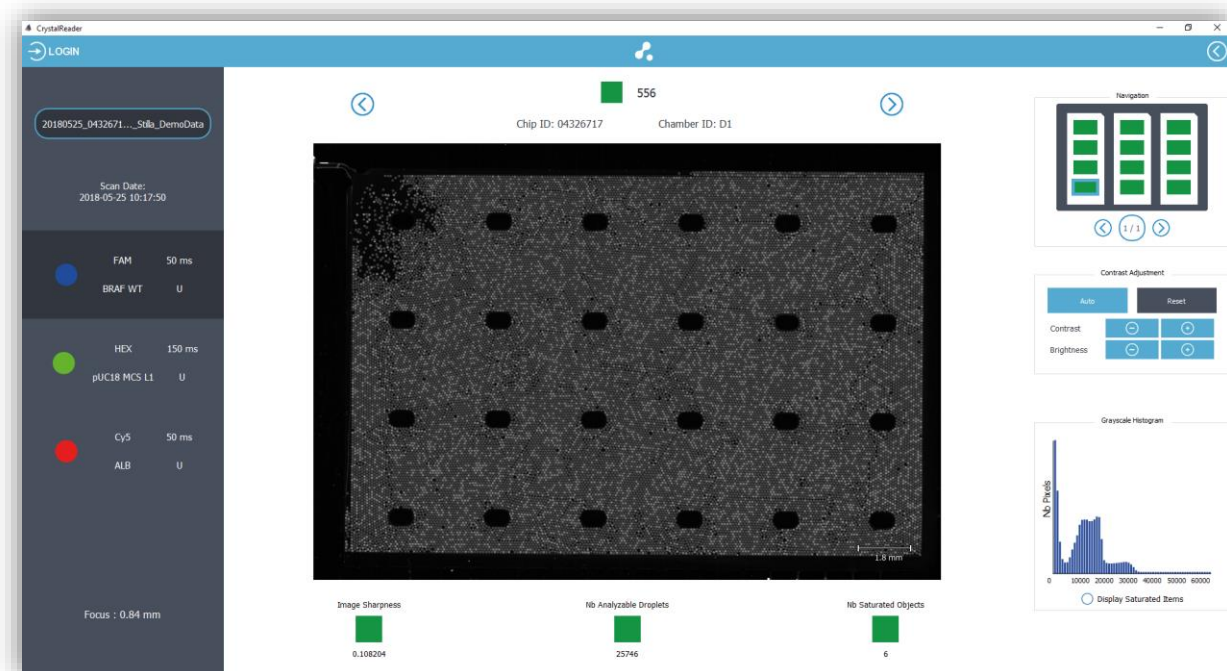 CrystalReader
LOGIN
20180525_0432671..._Stilla_DemoData
Scan Date:
2018-05-25 10:17:50
FAM 50 ms
BRAF WT U
HEX 150 ms
pUC18 MCS L1 U
Cy5 50 ms
ALB U
Focus : 0.84 mm
556
Chip ID: 04326717 Chamber ID: D1
1.8 mm
Image Sharpness Nb Analyzable Droplets Nb Saturated Objects
0.108204 25746 6
Navigation
1 / 1
Contrast Adjustment
Auto Reset
Contrast
Brightness
Grayscale Histogram
Nb Pixels
0 10000 20000 30000 40000 50000 60000
Display Saturated Items